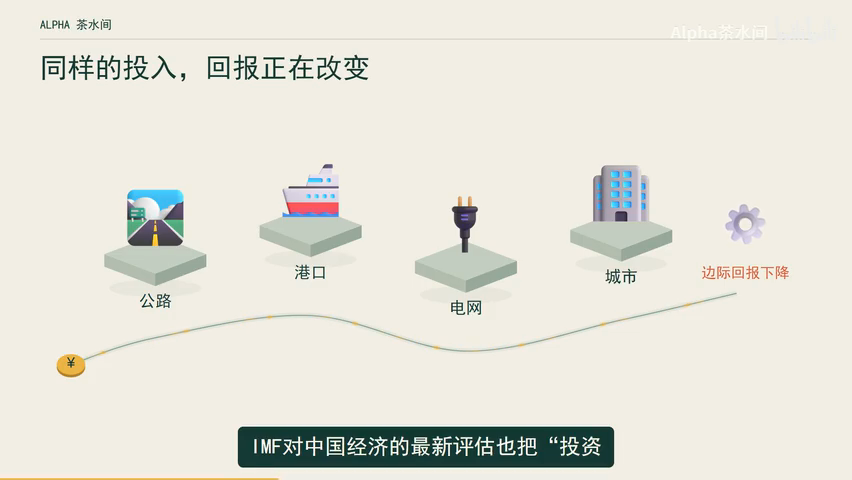 ALPHA 茶水间
Alpha茶水间
同样的投入，回报正在改变
公路
港口
电网
城市
边际回报下降
¥
IMF对中国经济的最新评估也把“投资